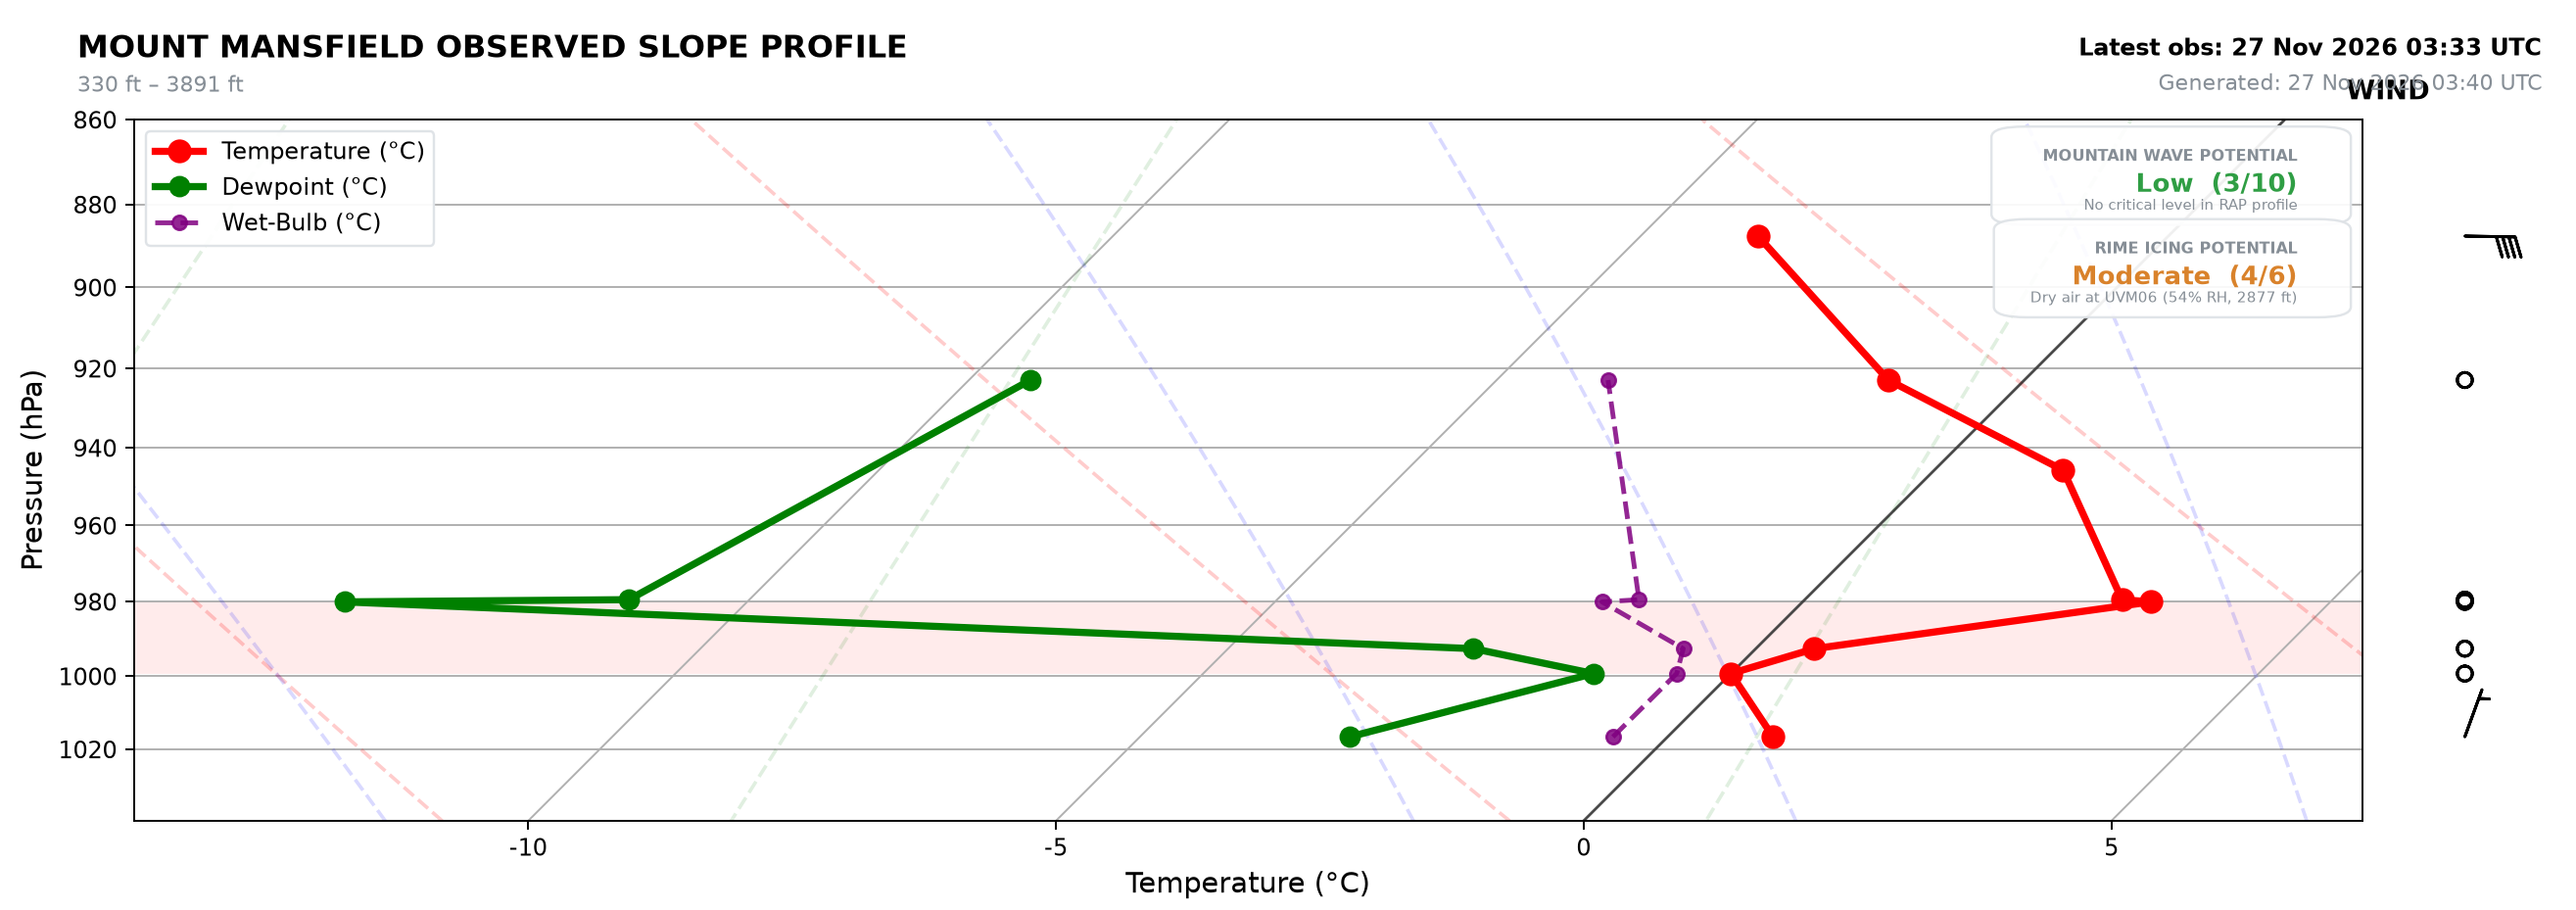 MOUNT MANSFIELD OBSERVED SLOPE PROFILE
Latest obs: 27 Nov 2026 03:33 UTC
330 ft – 3891 ft
Generated: 27 Nov 2026 03:40 UTC
WIND
Temperature (°C)
Dewpoint (°C)
Wet-Bulb (°C)
MOUNTAIN WAVE POTENTIAL
Low (3/10)
No critical level in RAP profile
RIME ICING POTENTIAL
Moderate (4/6)
Dry air at UVM06 (54% RH, 2877 ft)
Pressure (hPa)
860
880
900
920
940
960
980
1000
1020
-10
-5
0
5
Temperature (°C)